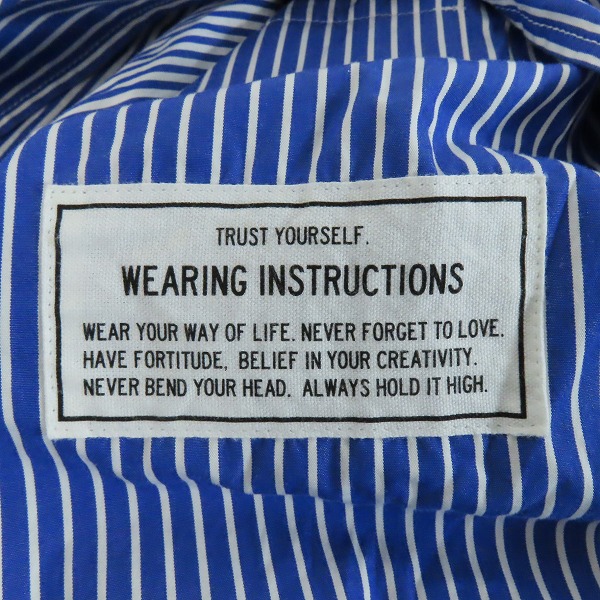 TRUST YOURSELF.
WEARING INSTRUCTIONS
WEAR YOUR WAY OF LIFE. NEVER FORGET TO LOVE.
HAVE FORTITUDE, BELIEF IN YOUR CREATIVITY.
NEVER BEND YOUR HEAD. ALWAYS HOLD IT HIGH.